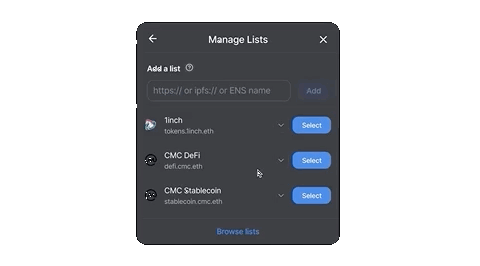 Manage Lists
Add a list
https:// or ipfs:// or ENS name
Add
1inch
tokens.1inch.eth
Select
CMC DeFi
defi.cmc.eth
Select
CMC Stablecoin
stablecoin.cmc.eth
Select
Browse lists